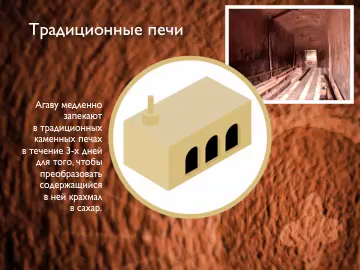 Традиционные печи
Агаву медленно
запекают
в традиционных
каменных печах
в течение 3-х дней
для того, чтобы
преобразовать
содержащийся
в ней крахмал
в сахар.